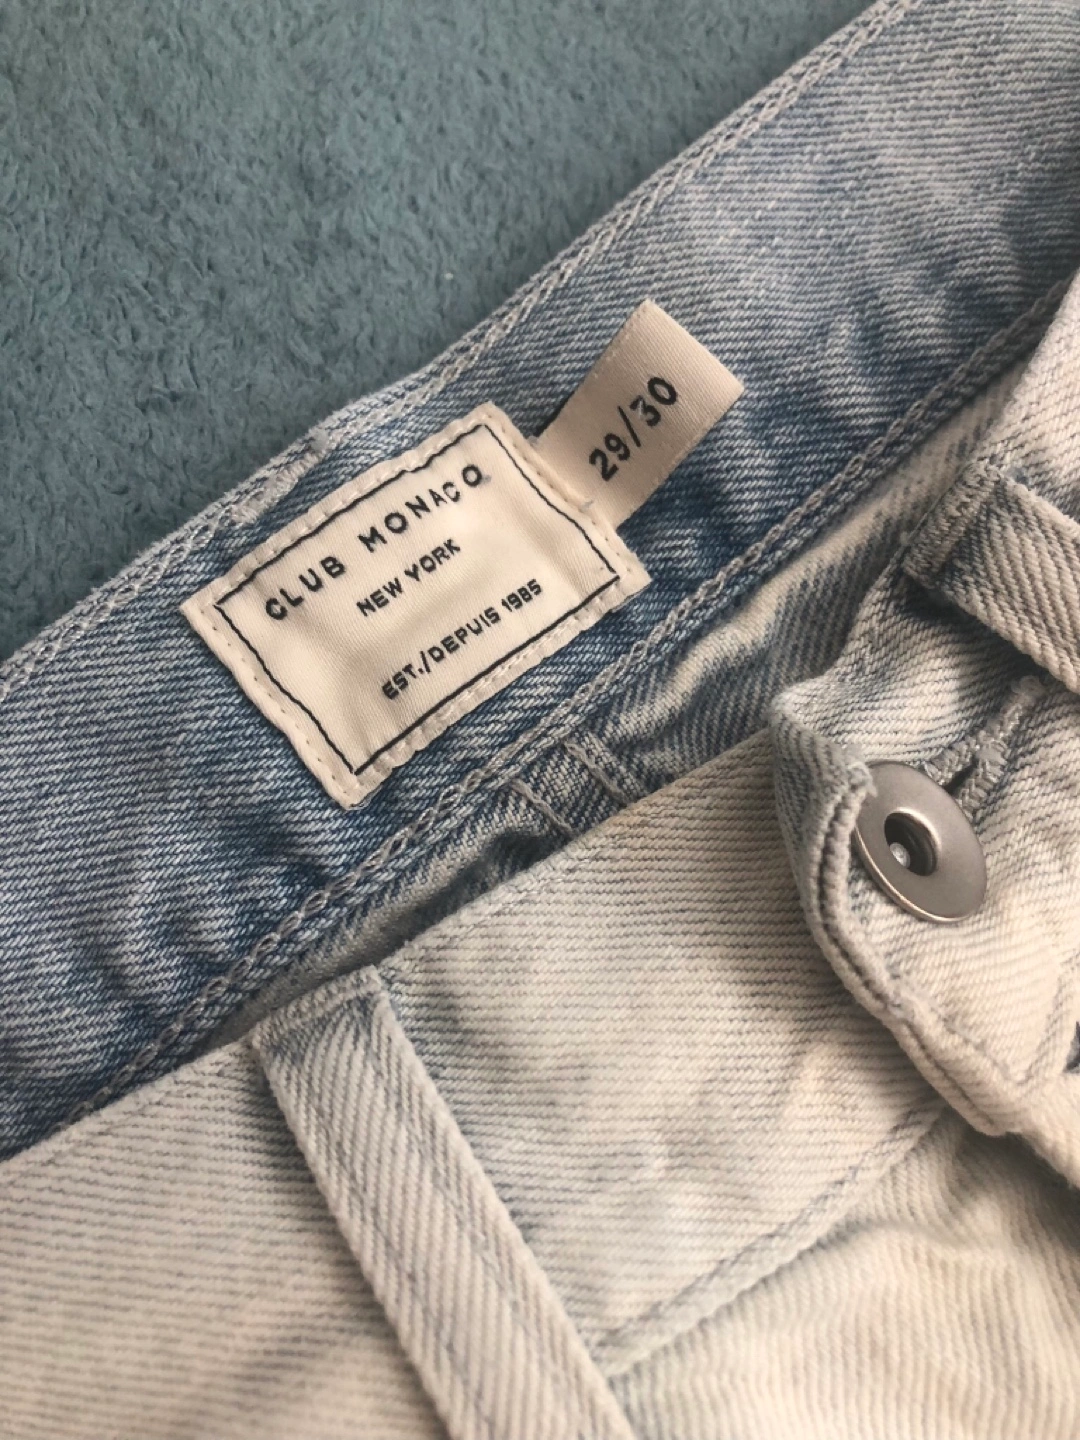 CLUB MONACO
NEW YORK
EST./DEPUIS 1985
29/30